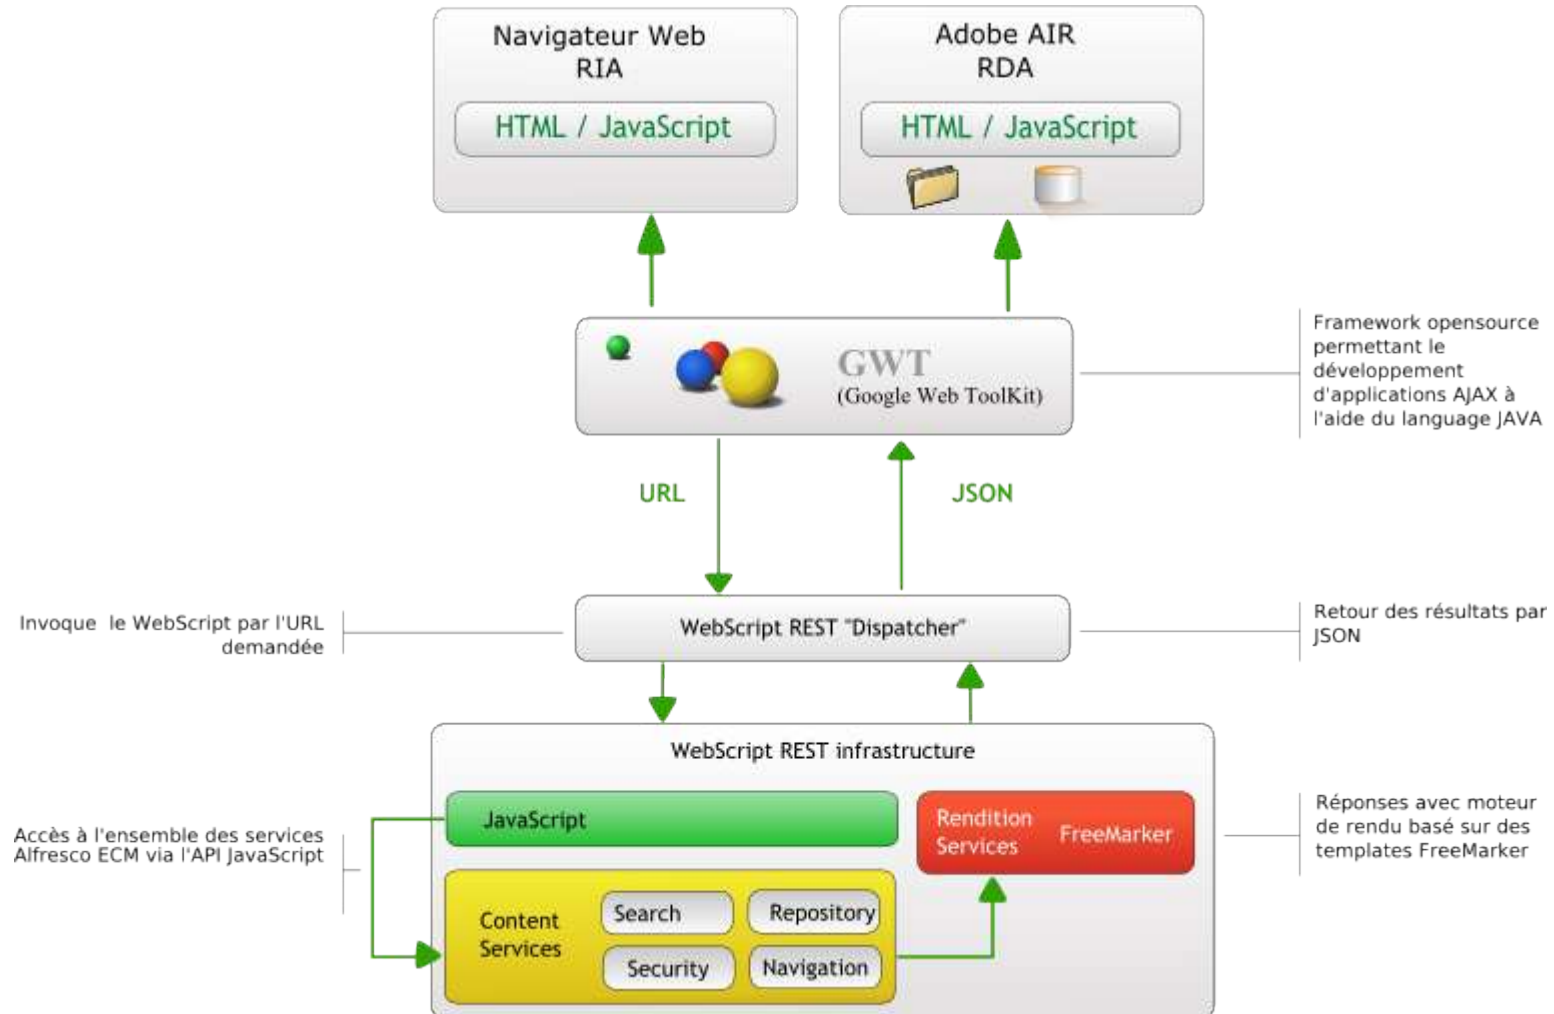 Navigateur Web
RIA
HTML / JavaScript
Adobe AIR
RDA
HTML / JavaScript
GWT
(Google Web ToolKit)
Framework opensource
permettant le
développement
d'applications AJAX à
l'aide du language JAVA
URL
JSON
Invoque le WebScript par l'URL
demandée
WebScript REST "Dispatcher"
Retour des résultats par
JSON
WebScript REST infrastructure
Accès à l'ensemble des services
Alfresco ECM via l'API JavaScript
JavaScript
Rendition
Services
FreeMarker
Réponses avec moteur
de rendu basé sur des
templates FreeMarker
Content
Services
Search
Repository
Security
Navigation